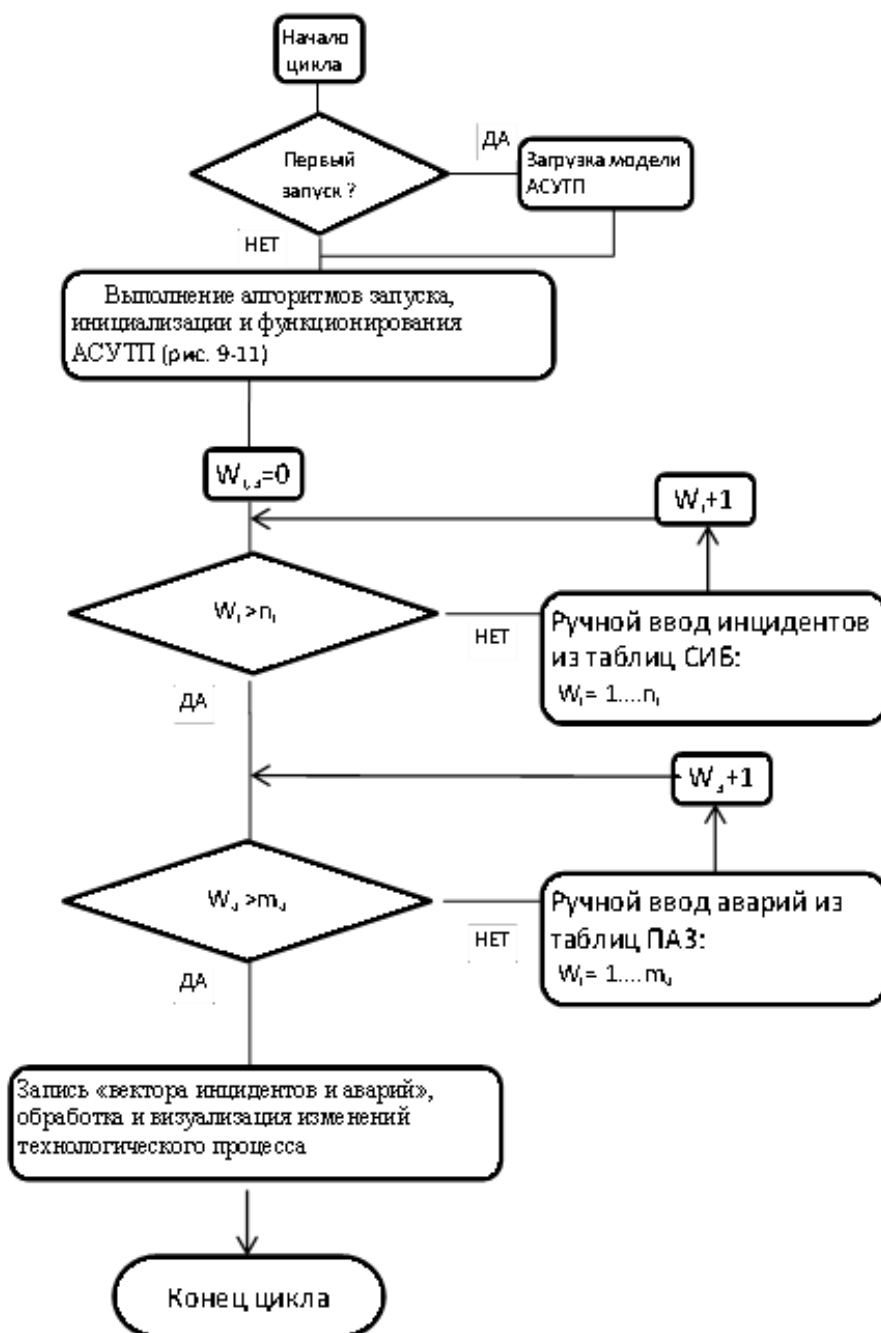 Начало
цикла
Первый
запуск ?
ДА
Загрузка модели
АСУТП
НЕТ
Выполнение алгоритмов запуска,
инициализации и функционирования
АСУТП (рис. 9-11)
=0
+1
НЕТ
Ручной ввод инцидентов
из таблиц СИБ:
ДА
+1
НЕТ
Ручной ввод аварий из
таблиц ПАЗ:
ДА
Запись «вектора инцидентов и аварий»,
обработка и визуализация изменений
технологического процесса
Конец цикла